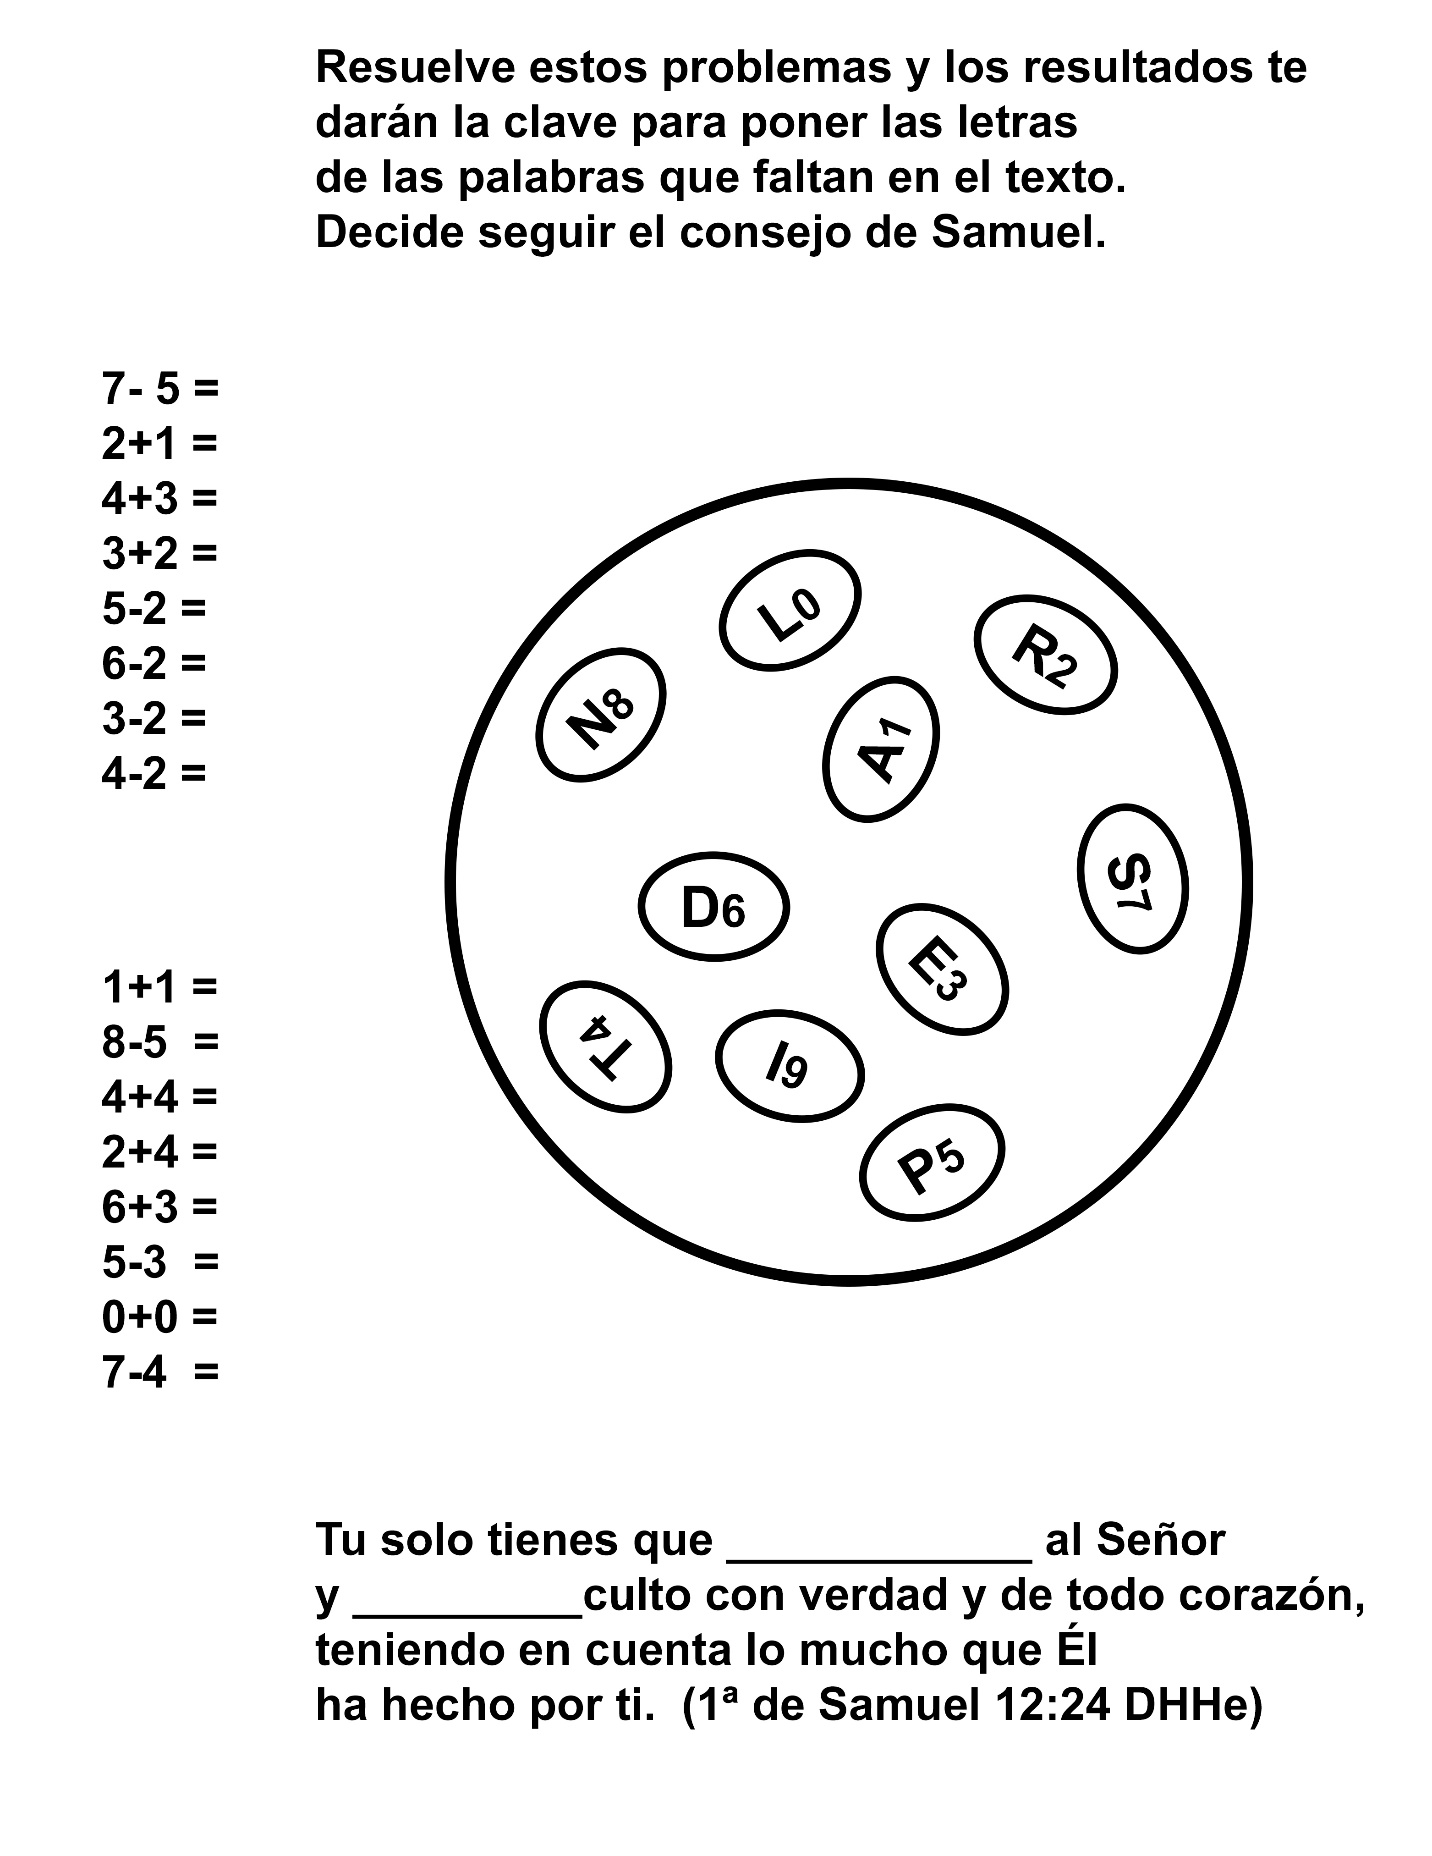 Resuelve estos problemas y los resultados te
darán la clave para poner las letras
de las palabras que faltan en el texto.
Decide seguir el consejo de Samuel.
7- 5 =
2+1 =
4+3 =
3+2 =
5-2 =
6-2 =
3-2 =
4-2 =
L0
R2
N8
A1
S7
D6
E3
T4
I9
P5
1+1 =
8-5 =
4+4 =
2+4 =
6+3 =
5-3 =
0+0 =
7-4 =
Tu solo tienes que ____________ al Señor
y _________culto con verdad y de todo corazón,
teniendo en cuenta lo mucho que Él
ha hecho por ti. (1ª de Samuel 12:24 DHHe)